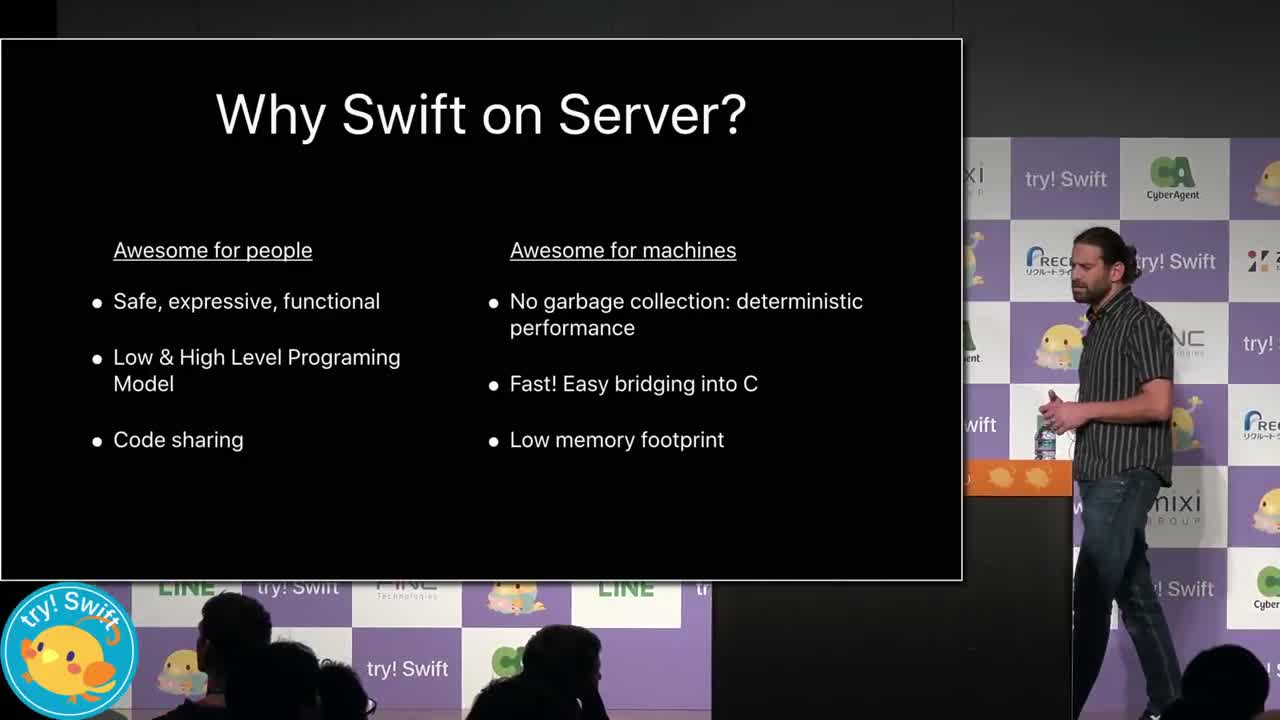 Why Swift on Server?
Awesome for people
Safe, expressive, functional
Low & High Level Programing
Model
Code sharing
Awesome for machines
No garbage collection: deterministic
performance
Fast! Easy bridging into C
Low memory footprint
try! Swift
CyberAgent
try! Swift
try!
mixi
GROUP
try! Swift
LINE
try! Swift
Technologies
LINE
try! Swift
try! Swift